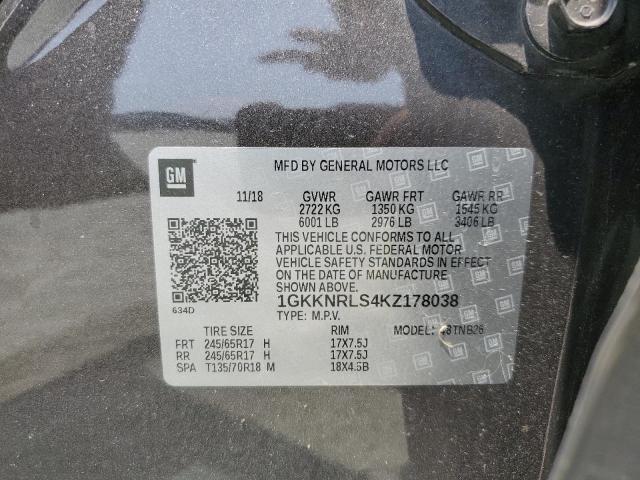 GM
MFD BY GENERAL MOTORS LLC
11/18 GVWR GAWR FRT GAWR RR
2722 KG 1350 KG 1545 KG
6001 LB 2976 LB 3406 LB
THIS VEHICLE CONFORMS TO ALL
APPLICABLE U.S. FEDERAL MOTOR
VEHICLE SAFETY STANDARDS IN EFFECT
ON THE DATE OF MANUFACTURE
SHOWN ABOVE.
1GKKNRLS4KZ178038
634D TYPE: M.P.V.
TIRE SIZE RIM MODEL:
FRT 245/65R17 H 17X7.5J
RR 245/65R17 H 17X7.5J
SPA T135/70R18 M 18X4.5B